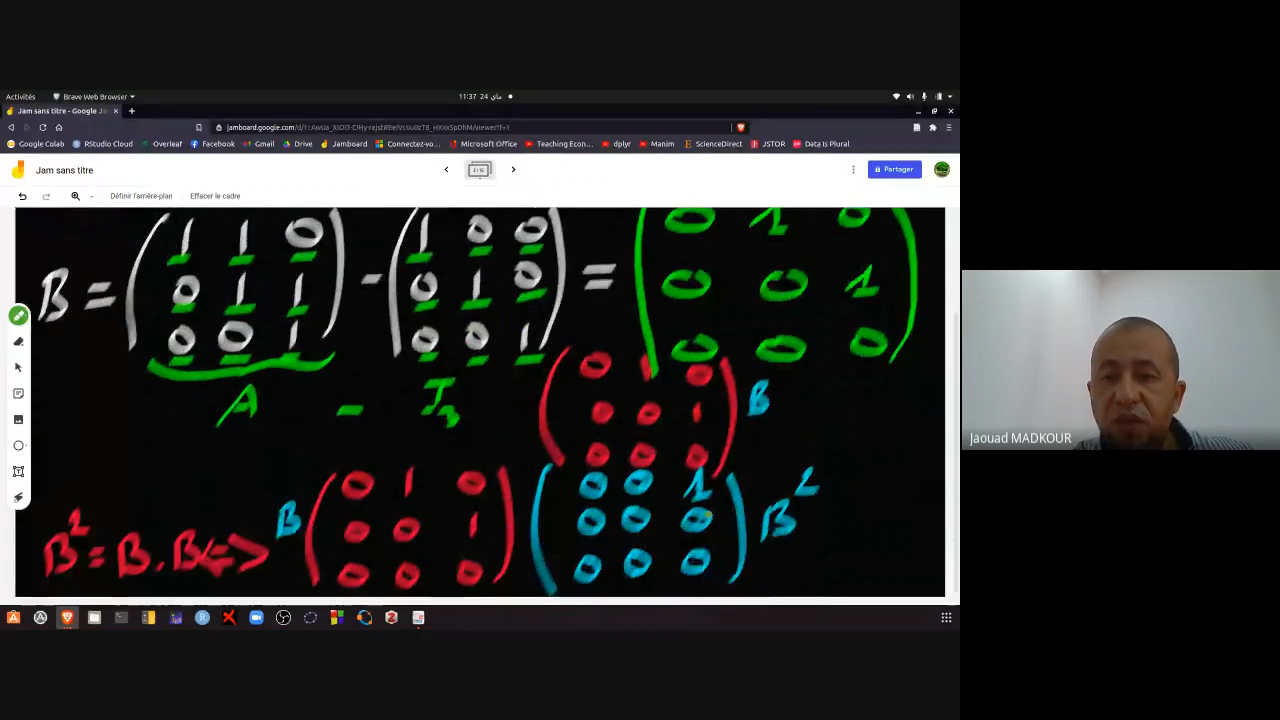 Activités Brave Web Browser 11:37 24 ماي
Jam sans titre - Google Ja
Google Colab RStudio Cloud Overleaf Facebook Gmail Drive Jamboard Connectez-vo... Microsoft Office Teaching Econ... dplyr Manim ScienceDirect JSTOR Data Is Plural
Jam sans titre Partager
Définir l'arrière-plan Effacer le cadre
1 1 0 1 0 0 0 1 0
B = 0 1 1 - 0 1 0 = 0 0 1
0 0 1 0 0 1 0 0 0
A - I3
0 1 0
0 0 1 B
0 0 0
0 1 0 0 0 1
B² = B . B <=> B 0 0 1 0 0 0 B²
0 0 0 0 0 0
Jaouad MADKOUR